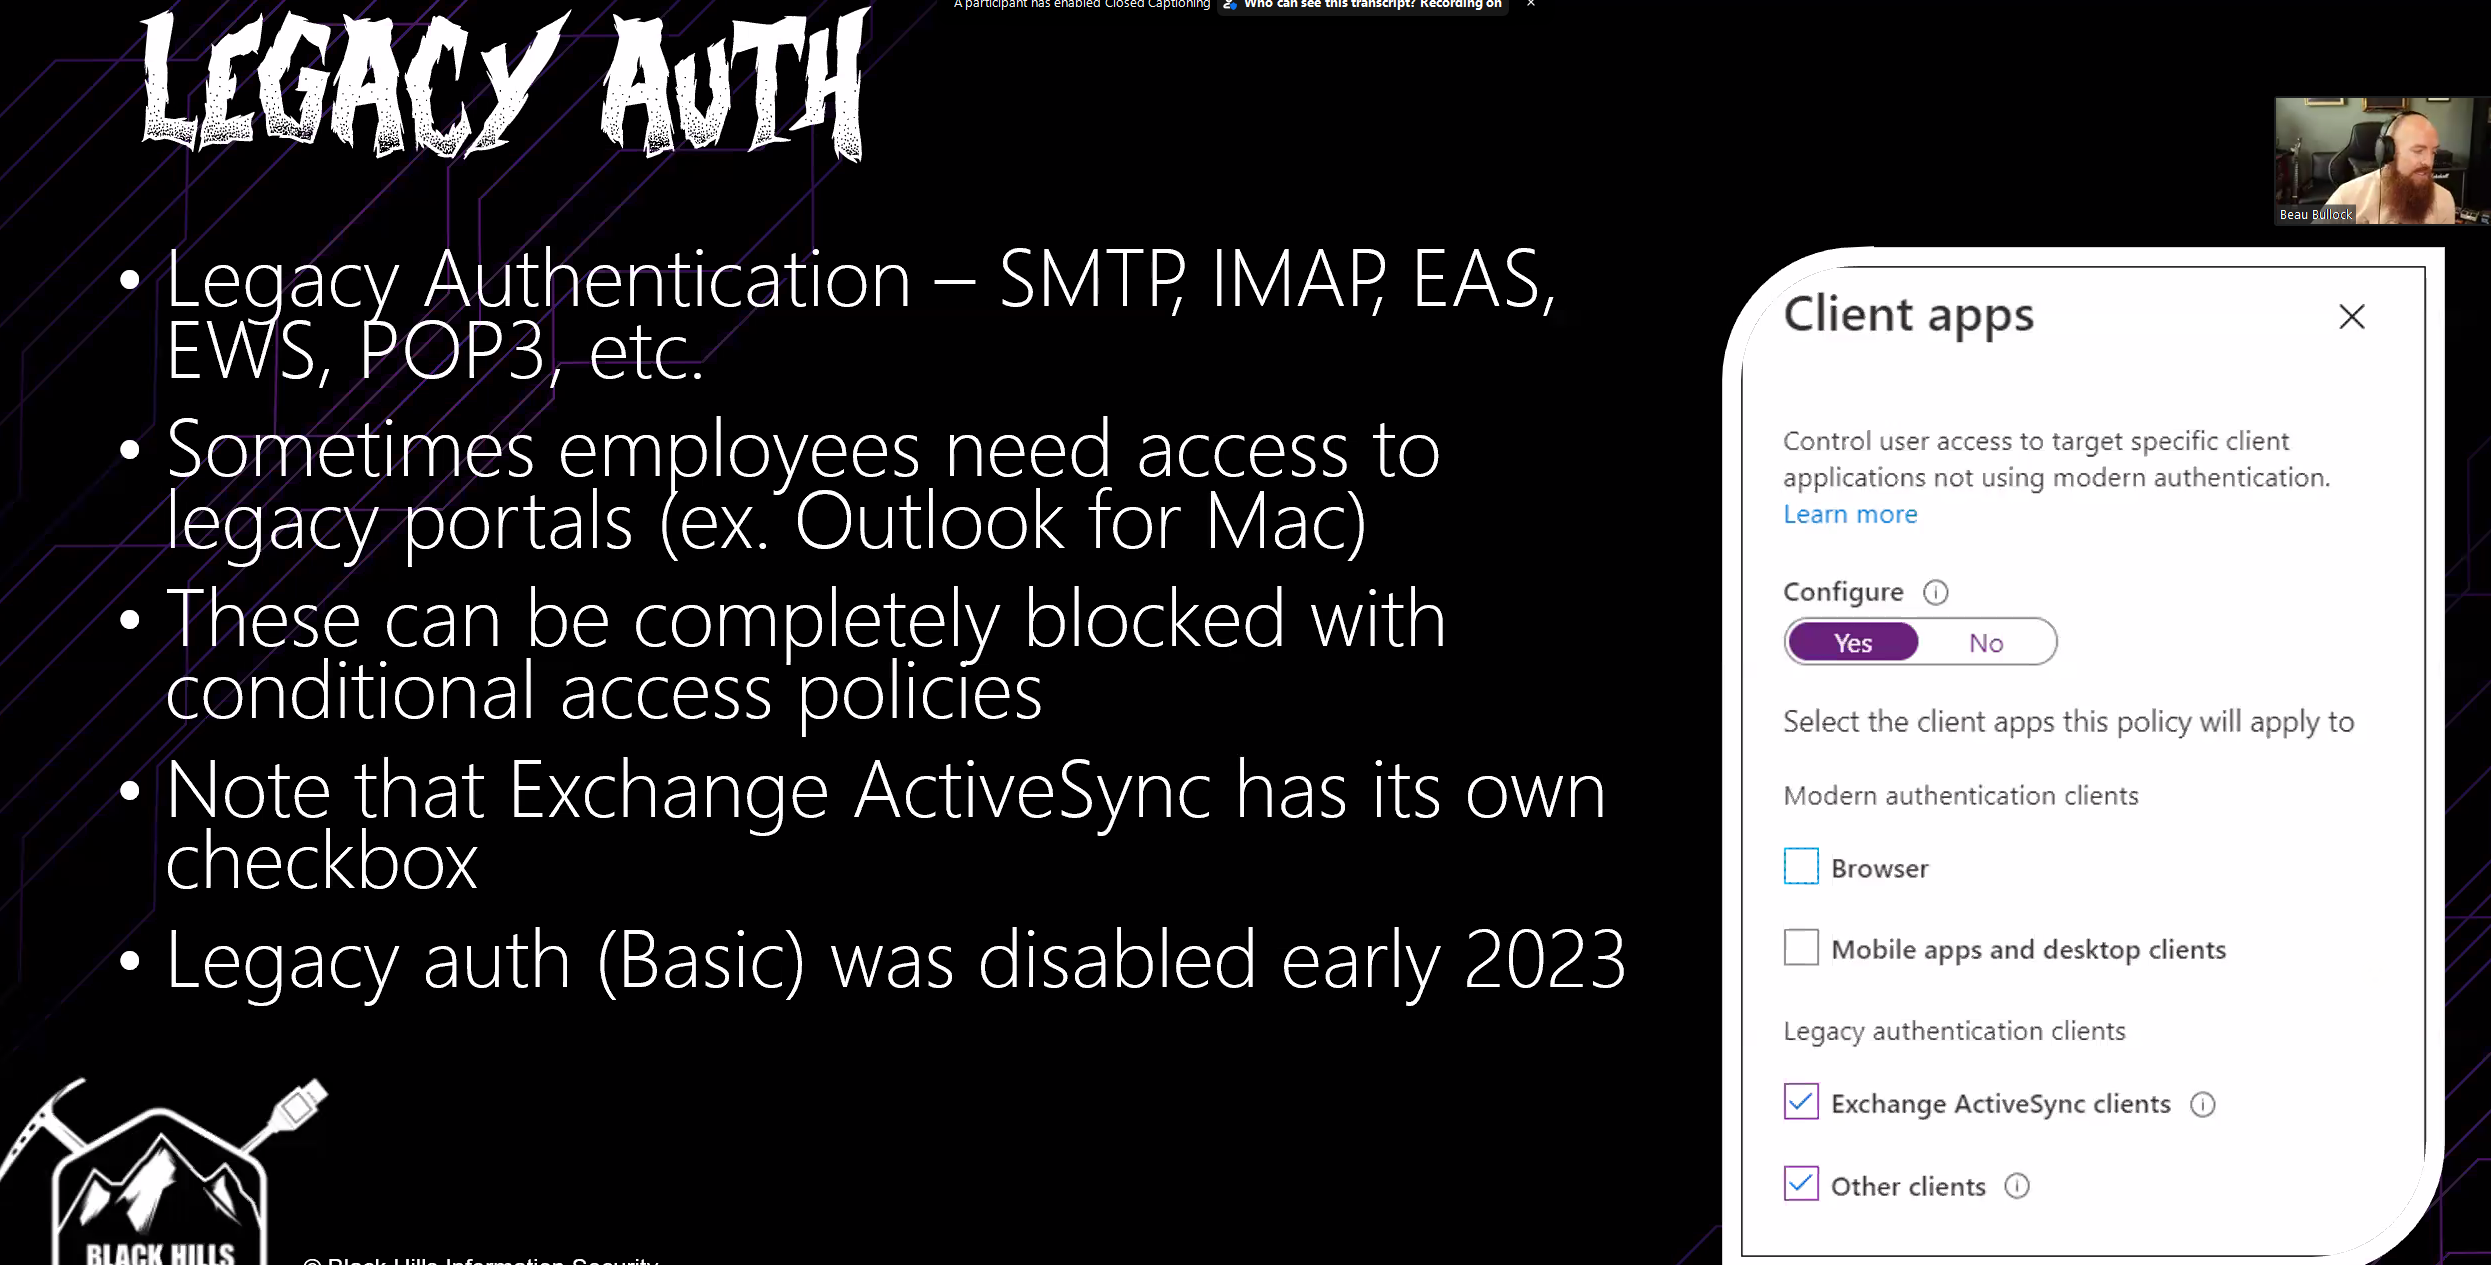 A participant has enabled Closed Captioning
Who can see this transcript? Recording on
LEGACY AUTH
Beau Bullock
• Legacy Authentication – SMTP, IMAP, EAS,
EWS, POP3, etc.
• Sometimes employees need access to
legacy portals (ex. Outlook for Mac)
• These can be completely blocked with
conditional access policies
• Note that Exchange ActiveSync has its own
checkbox
• Legacy auth (Basic) was disabled early 2023
Client apps
Control user access to target specific client
applications not using modern authentication.
Learn more
Configure
Yes No
Select the client apps this policy will apply to
Modern authentication clients
Browser
Mobile apps and desktop clients
Legacy authentication clients
Exchange ActiveSync clients
Other clients
BLACK HILLS
© Black Hills Information Security